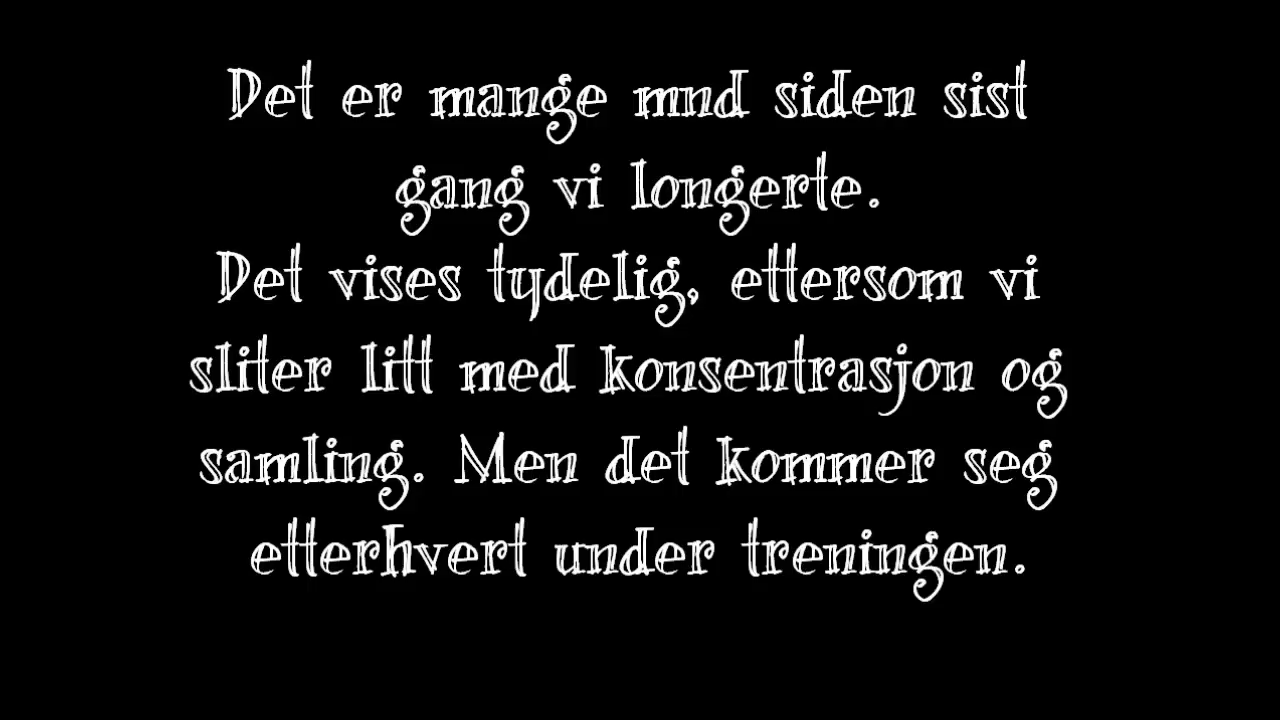 Det er mange mnd siden sist
gang vi longerte.
Det vises tydelig, ettersom vi
sliter litt med konsentrasjon og
samling. Men det kommer seg
etterhvert under treningen.